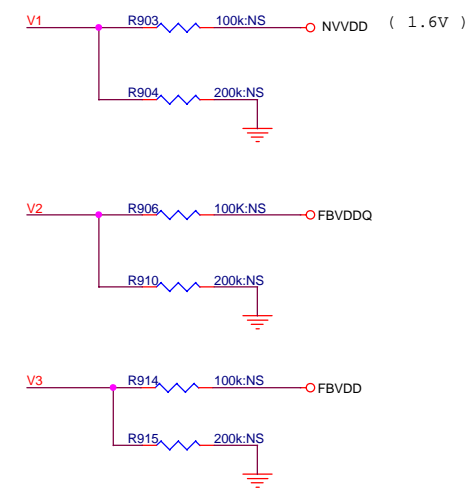 V1 R903 100k:NS NVVDD ( 1.6V )
R904 200k:NS
V2 R906 100K:NS FBVDDQ
R910 200k:NS
V3 R914 100k:NS FBVDD
R915 200k:NS